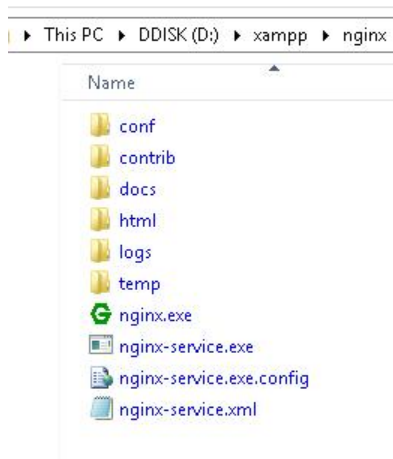 This PC DDISK (D:) xampp nginx
Name
conf
contrib
docs
html
logs
temp
nginx.exe
nginx-service.exe
nginx-service.exe.config
nginx-service.xml